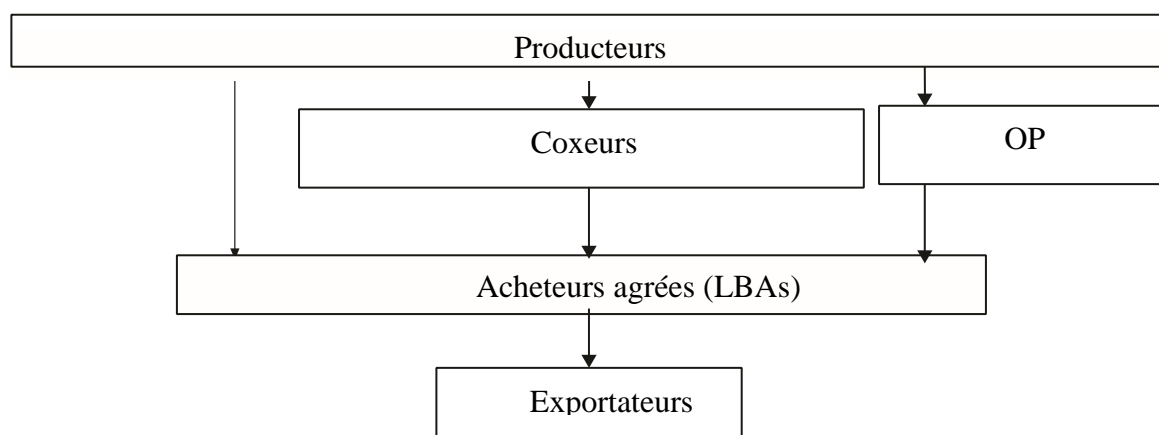 Producteurs
Coxeurs
OP
Acheteurs agrées (LBAs)
Exportateurs